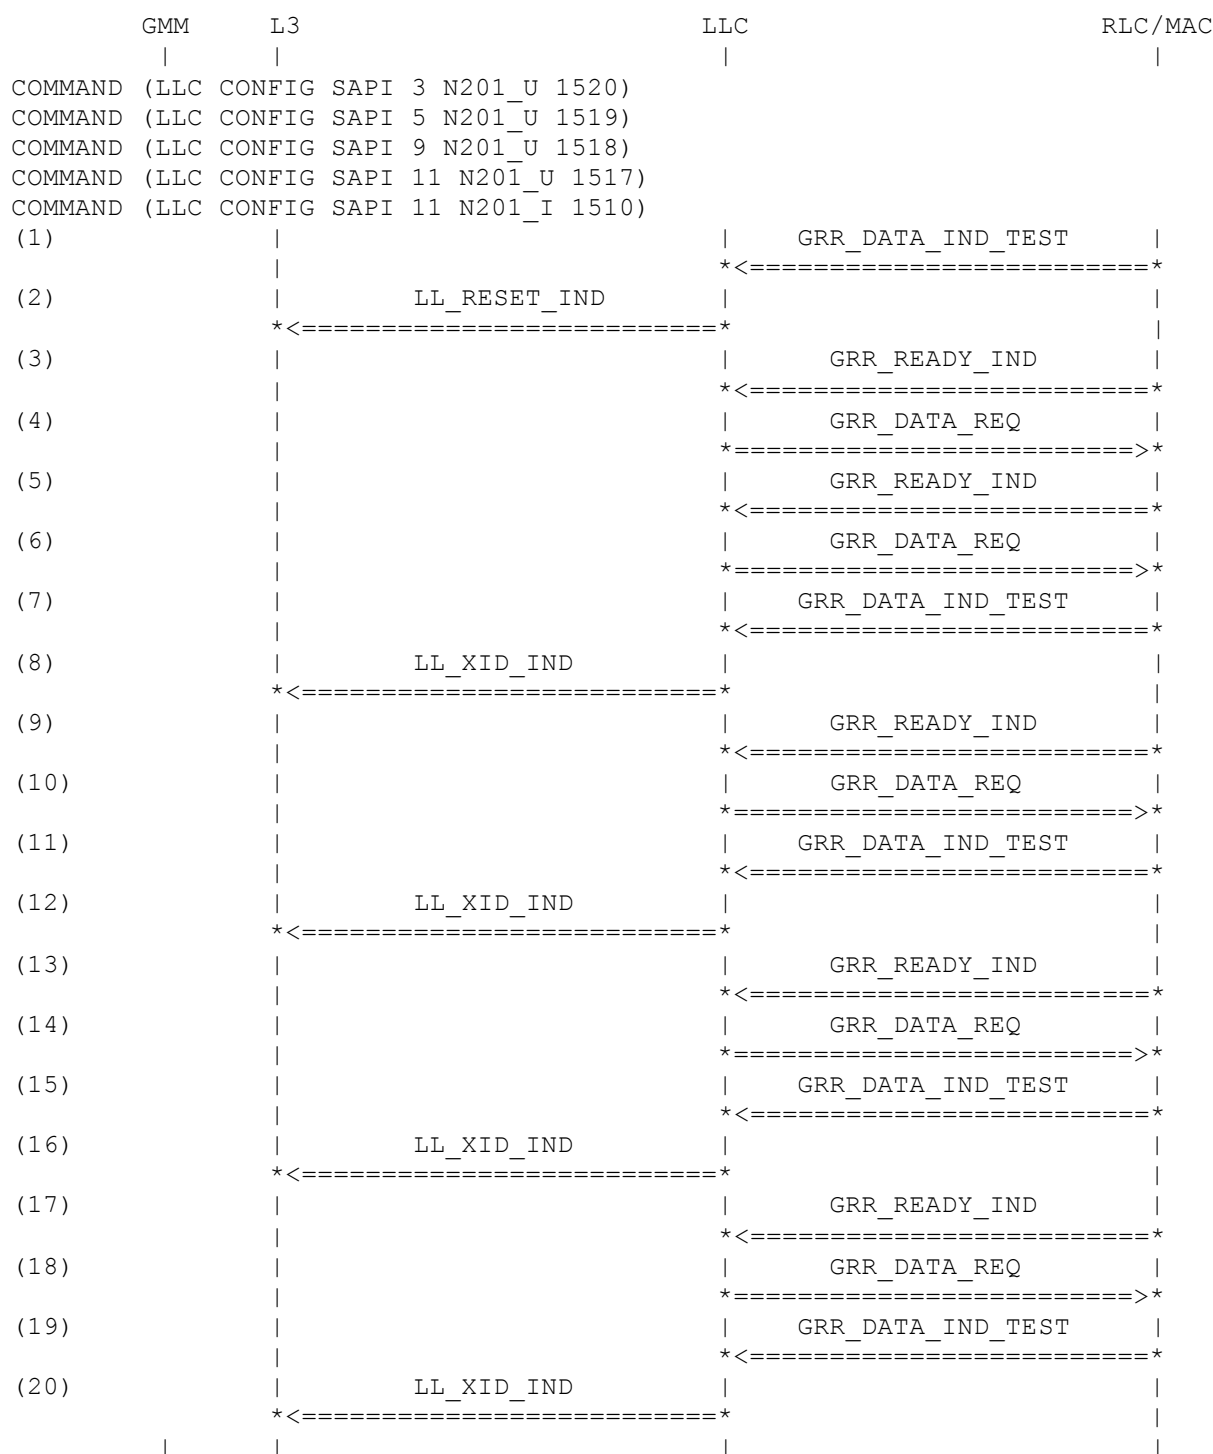 GMM L3 LLC RLC/MAC
| | | |
COMMAND (LLC CONFIG SAPI 3 N201_U 1520)
COMMAND (LLC CONFIG SAPI 5 N201_U 1519)
COMMAND (LLC CONFIG SAPI 9 N201_U 1518)
COMMAND (LLC CONFIG SAPI 11 N201_U 1517)
COMMAND (LLC CONFIG SAPI 11 N201_I 1510)
(1) | | GRR_DATA_IND_TEST |
| *<=========================*
(2) | LL_RESET_IND | |
*<==========================* |
(3) | | GRR_READY_IND |
| *<=========================*
(4) | | GRR_DATA_REQ |
| *=========================>*
(5) | | GRR_READY_IND |
| *<=========================*
(6) | | GRR_DATA_REQ |
| *=========================>*
(7) | | GRR_DATA_IND_TEST |
| *<=========================*
(8) | LL_XID_IND | |
*<==========================* |
(9) | | GRR_READY_IND |
| *<=========================*
(10) | | GRR_DATA_REQ |
| *=========================>*
(11) | | GRR_DATA_IND_TEST |
| *<=========================*
(12) | LL_XID_IND | |
*<==========================* |
(13) | | GRR_READY_IND |
| *<=========================*
(14) | | GRR_DATA_REQ |
| *=========================>*
(15) | | GRR_DATA_IND_TEST |
| *<=========================*
(16) | LL_XID_IND | |
*<==========================* |
(17) | | GRR_READY_IND |
| *<=========================*
(18) | | GRR_DATA_REQ |
| *=========================>*
(19) | | GRR_DATA_IND_TEST |
| *<=========================*
(20) | LL_XID_IND | |
*<==========================* |
| | | |